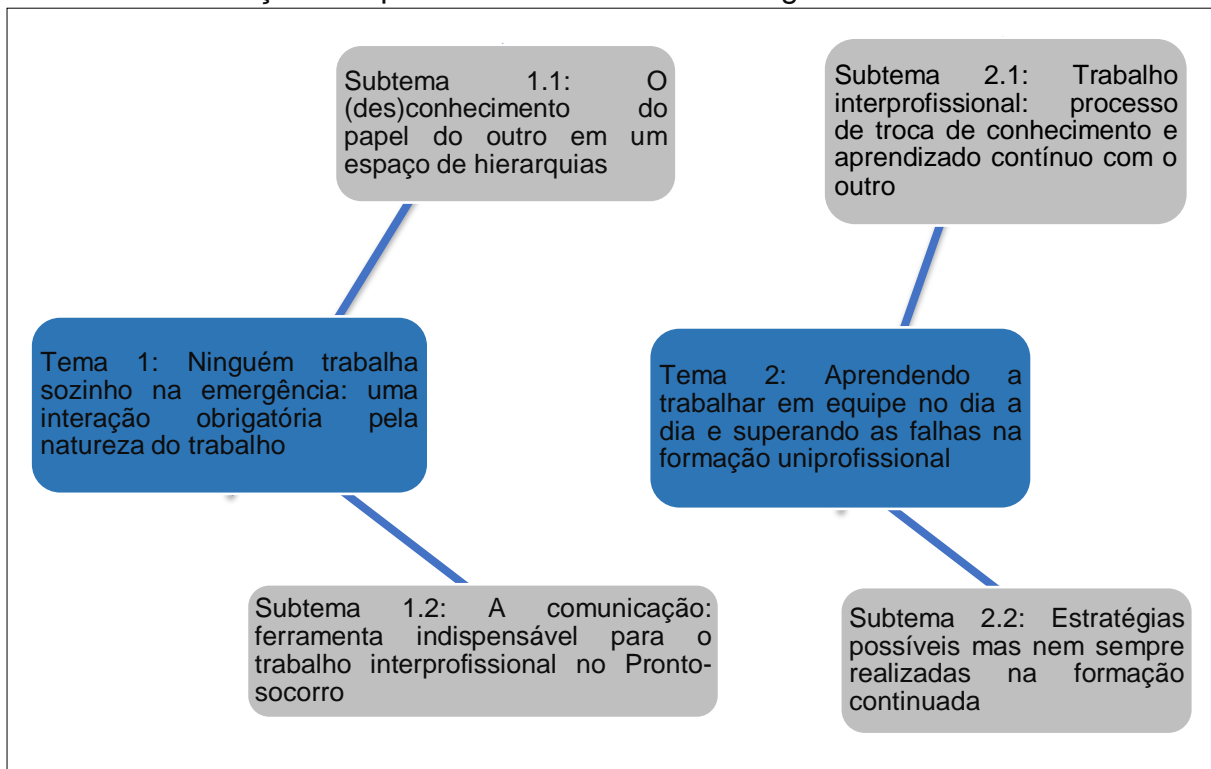 Subtema 1.1: O
(des)conhecimento do
papel do outro em um
espaço de hierarquias
Subtema 2.1: Trabalho
interprofissional: processo
de troca de conhecimento e
aprendizado contínuo com o
outro
Tema 1: Ninguém trabalha
sozinho na emergência: uma
interação obrigatória pela
natureza do trabalho
Tema 2: Aprendendo a
trabalhar em equipe no dia a
dia e superando as falhas na
formação uniprofissional
Subtema 1.2: A comunicação:
ferramenta indispensável para o
trabalho interprofissional no Pronto-
socorro
Subtema 2.2: Estratégias
possíveis mas nem sempre
realizadas na formação
continuada